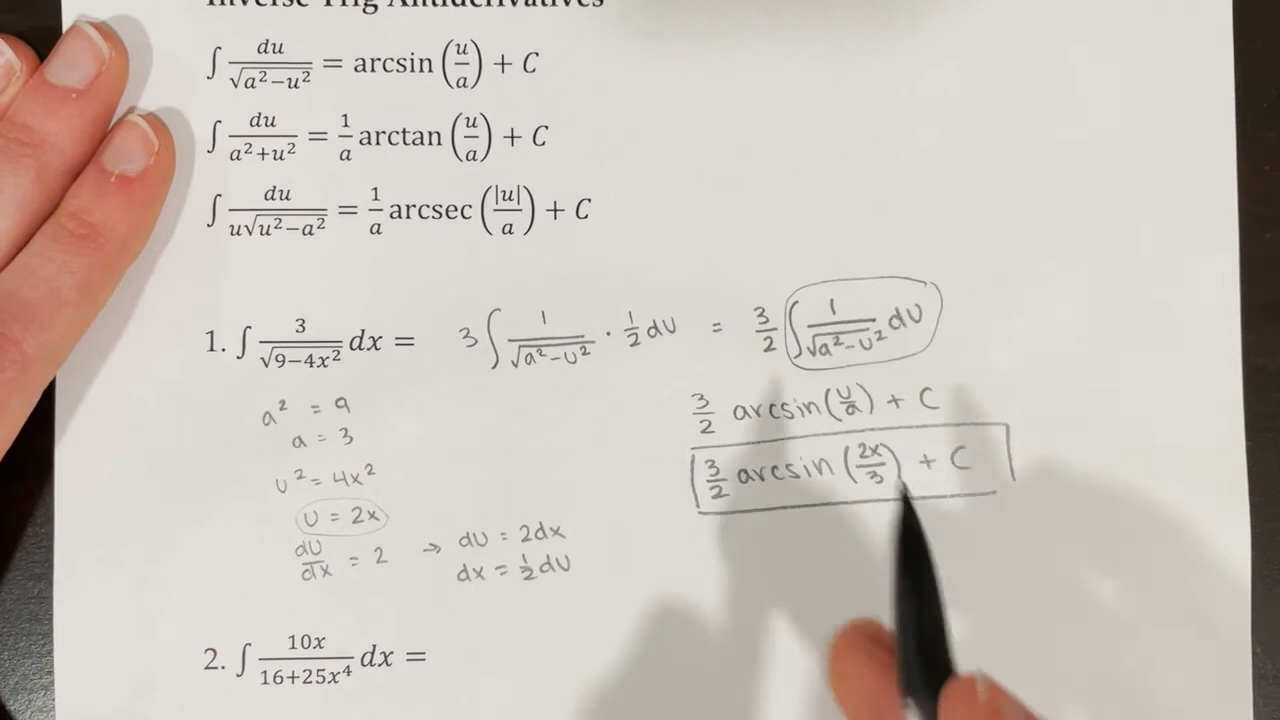 Inverse Trig Antiderivatives
∫ du/√(a²−u²) = arcsin (u/a) + C
∫ du/(a²+u²) = 1/a arctan (u/a) + C
∫ du/(u√(u²−a²)) = 1/a arcsec (|u|/a) + C
1. ∫ 3/√(9−4x²) dx = 3 ∫ 1/√(a²−u²) · 1/2 du = 3/2 ∫ 1/√(a²−u²) du
a² = 9
a = 3
u² = 4x²
u = 2x
du/dx = 2 → du = 2dx
dx = 1/2 du
3/2 arcsin(u/a) + C
3/2 arcsin (2x/3) + C
2. ∫ 10x/(16+25x⁴) dx =